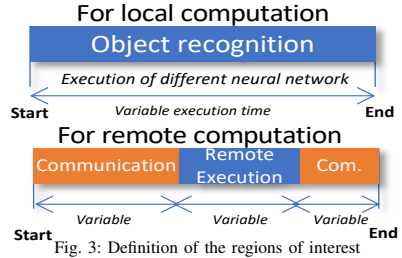 For local computation
Object recognition
Execution of different neural network
Variable execution time
Start End
For remote computation
Communication Remote Execution Com.
Variable Variable Variable
Start End
Fig. 3: Definition of the regions of interest